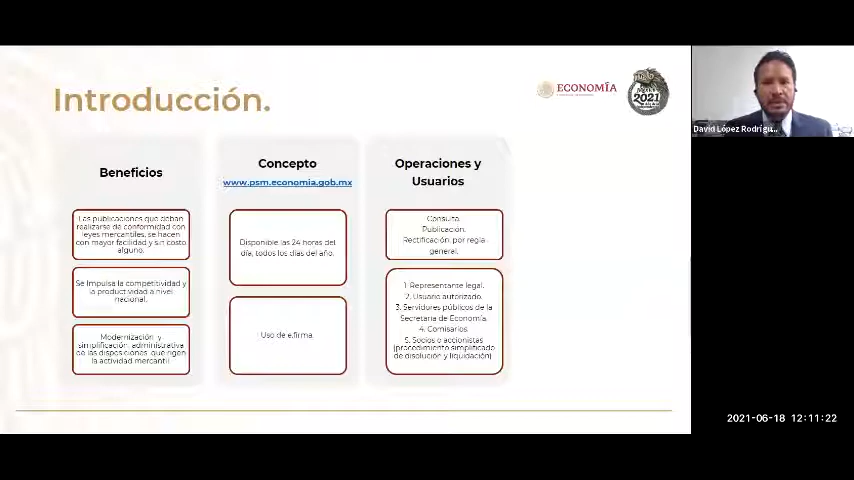 Introducción.
ECONOMÍA
México
2021
Beneficios
Las publicaciones que deban
realizarse de conformidad con
leyes mercantiles, se hacen
con mayor facilidad y sin costo
alguno.
Se Impulsa la competitividad y
la productividad a nivel
nacional.
Modernización y
simplificación administrativa
de las disposiciones que rigen
la actividad mercantil
Concepto
www.psm.economia.gob.mx
Disponible las 24 horas del
día, todos los días del año.
Uso de e.firma.
Operaciones y
Usuarios
Consulta.
Publicación.
Rectificación, por regla
general.
1. Representante legal.
2. Usuario autorizado.
3. Servidores públicos de la
Secretaría de Economía.
4. Comisarios.
5. Socios o accionistas
(procedimiento simplificado
de disolución y liquidación)
David López Rodrígu...
2021-06-18 12:11:22